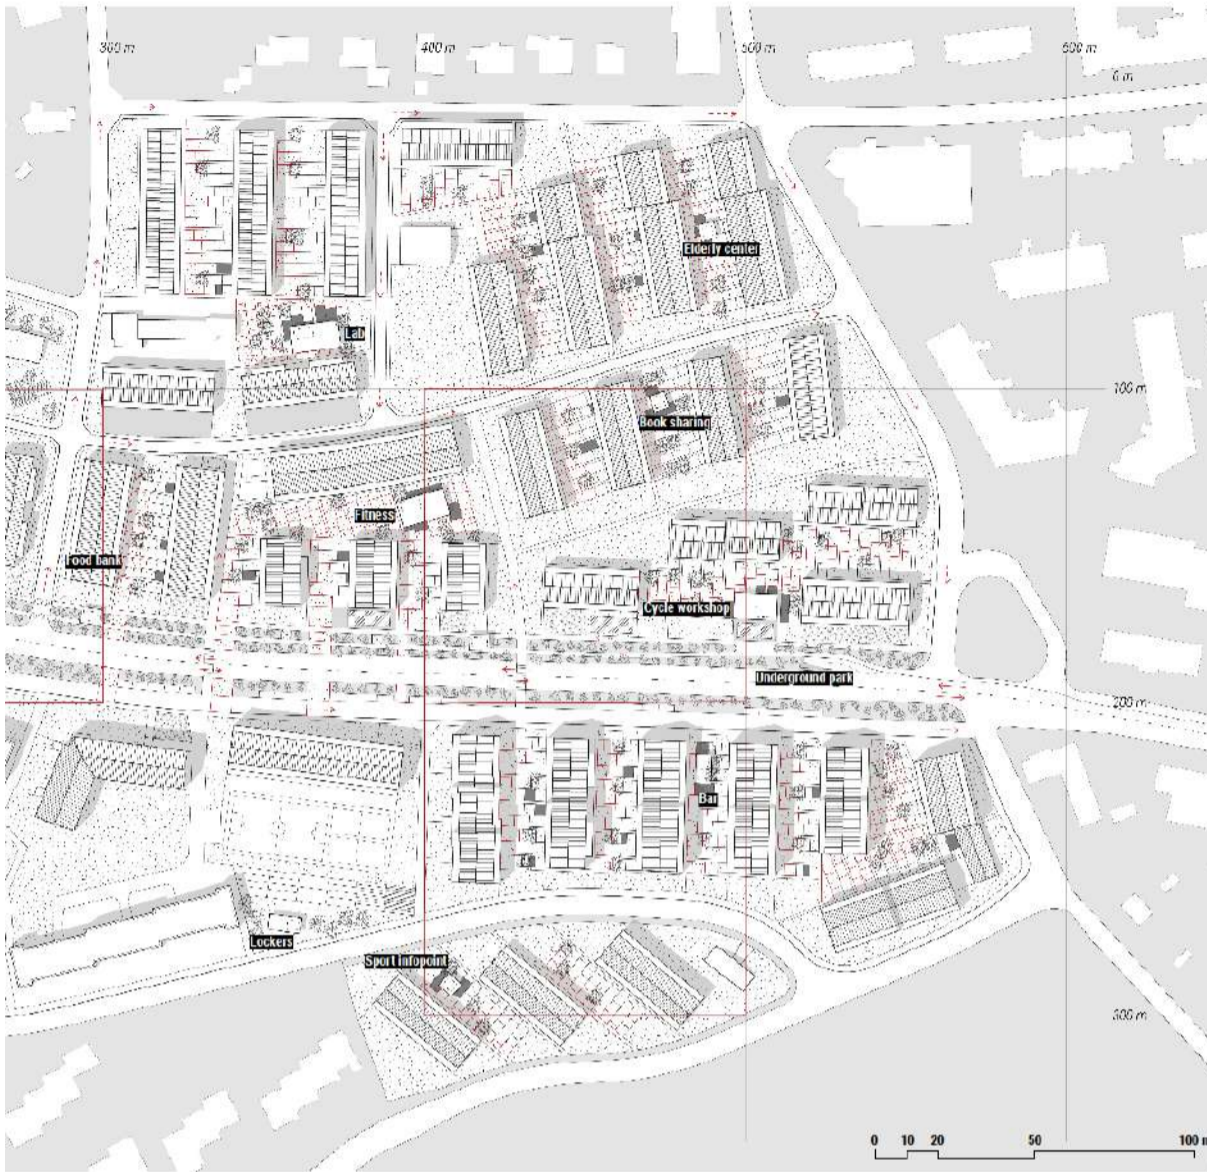 300 m
400 m
500 m
600 m
0 m
Elderly center
Lab
100 m
Book sharing
Fitness
Food bank
Cycle workshop
Underground park
200 m
Bar
Lockers
Sport infopoint
300 m
0 10 20 50 100 m